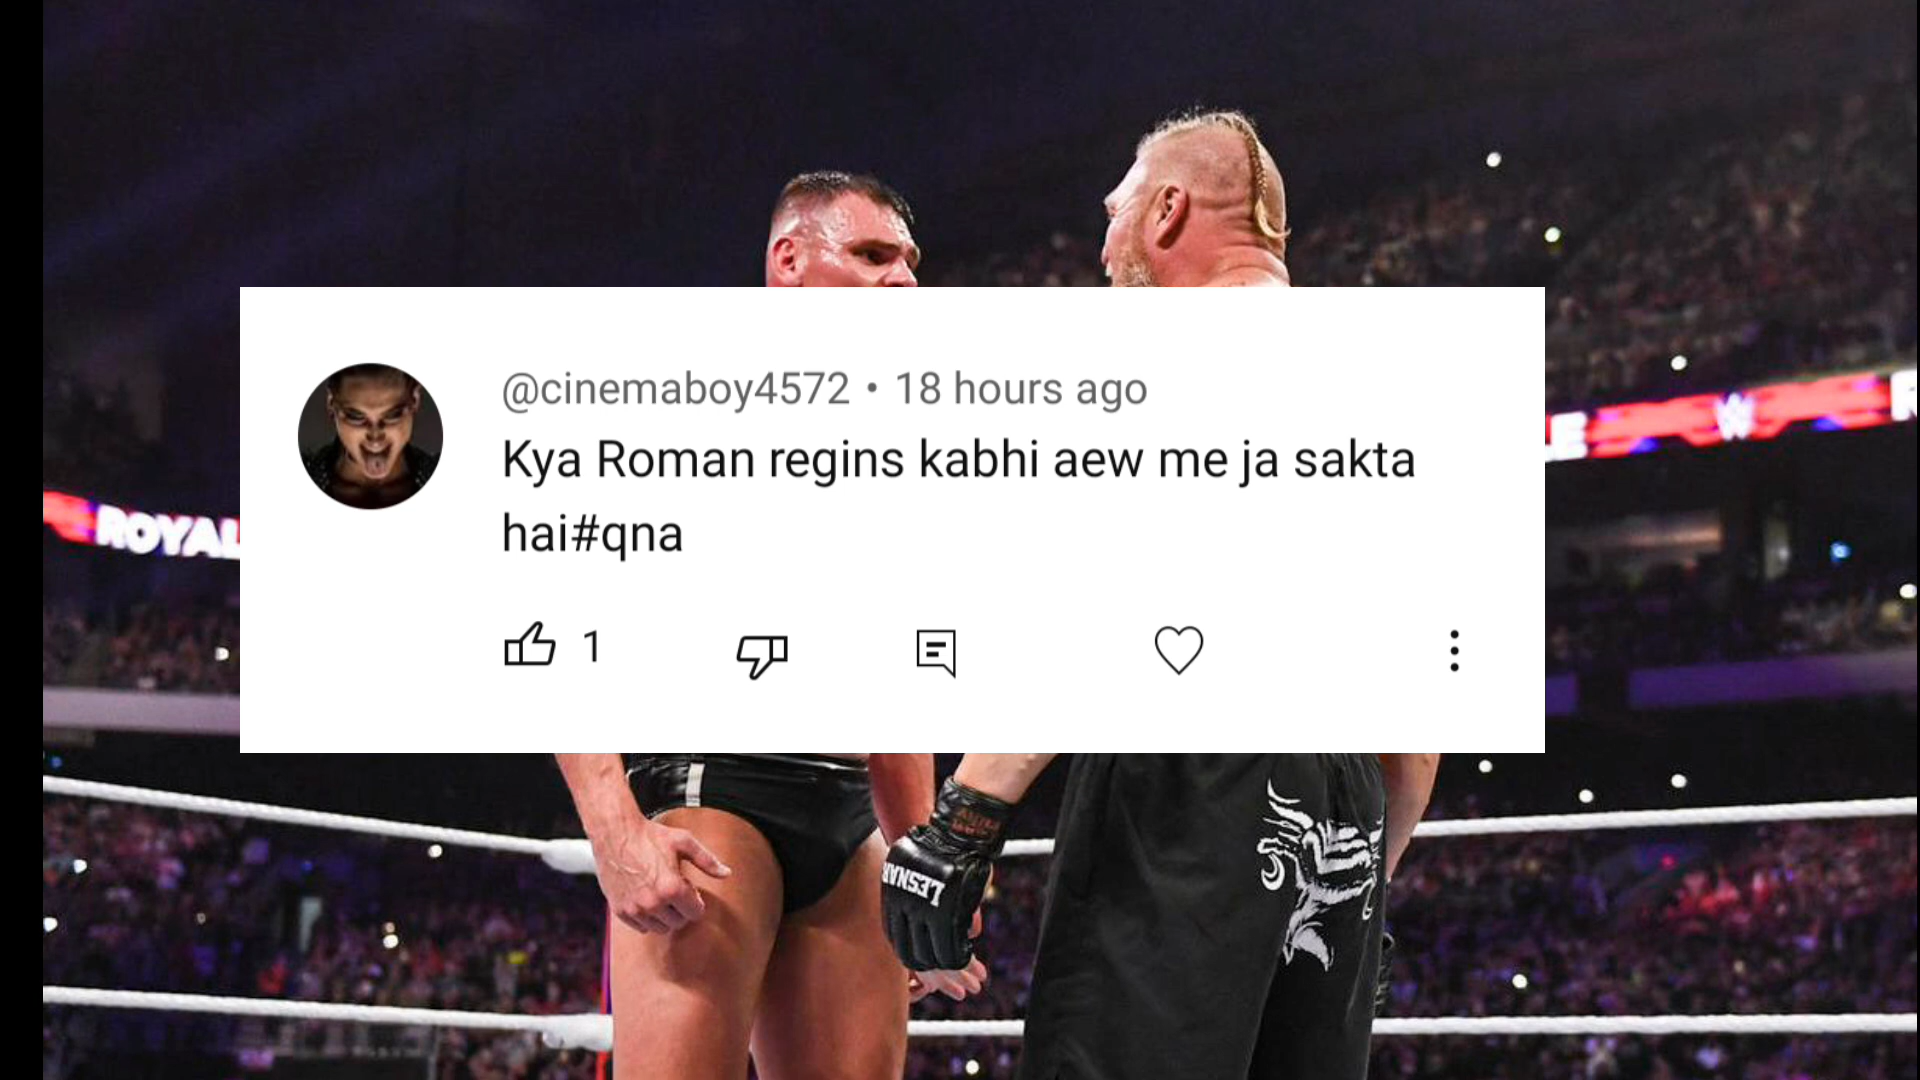 @cinemaboy4572 • 18 hours ago
Kya Roman regins kabhi aew me ja sakta
hai#qna
1
ROYAL
LESNAR